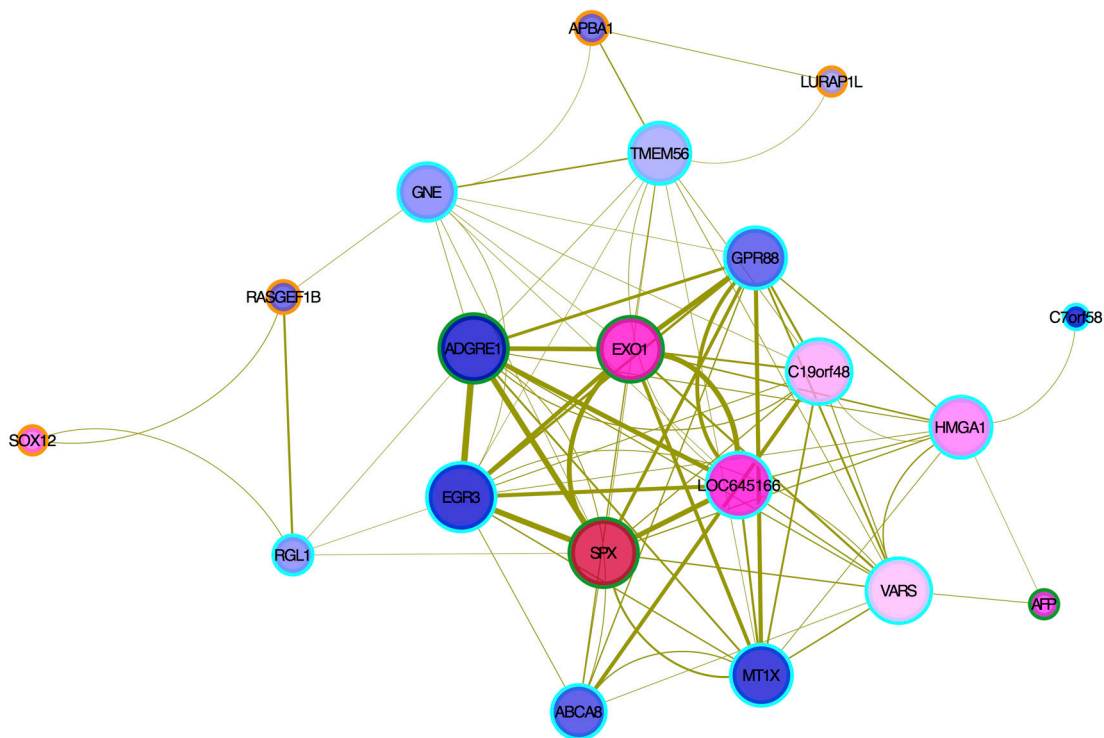 APBA1
LURAP1L
TMEM56
GNE
GPR88
RASGEF1B
C7orf58
ADGRE1
EXO1
C19orf48
HMGA1
SOX12
LOC645166
EGR3
SPX
RGL1
VARS
AFP
MT1X
ABCA8